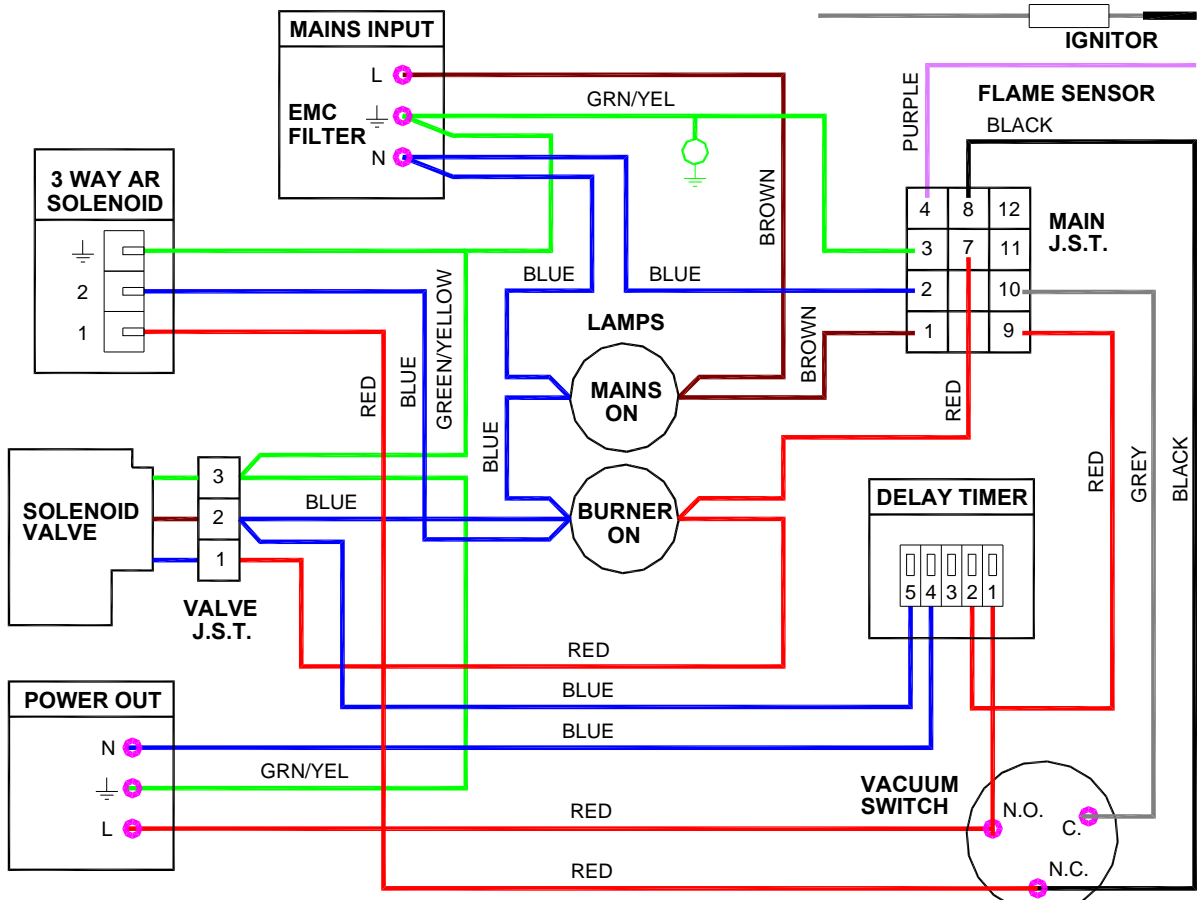 MAINS INPUT
L
EMC
FILTER
N
GRN/YEL
IGNITOR
PURPLE
FLAME SENSOR
BLACK
3 WAY AR
SOLENOID
2
1
BROWN
4 8 12
3 7 11
2 10
1 9
MAIN
J.S.T.
BLUE
BLUE
LAMPS
MAINS
ON
BROWN
RED
BLUE
GREEN/YELLOW
BLUE
RED
RED
GREY
BLACK
SOLENOID
VALVE
3
2
1
BLUE
BURNER
ON
VALVE
J.S.T.
DELAY TIMER
5 4 3 2 1
RED
BLUE
BLUE
POWER OUT
N
GRN/YEL
L
RED
RED
VACUUM
SWITCH
N.O.
C.
N.C.